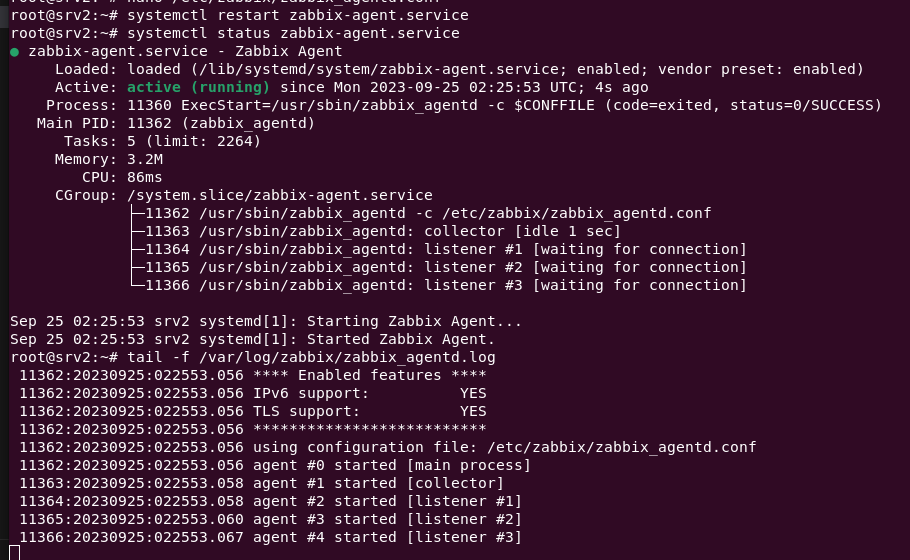 root@srv2:~# nano /etc/zabbix/zabbix_agentd.conf
root@srv2:~# systemctl restart zabbix-agent.service
root@srv2:~# systemctl status zabbix-agent.service
● zabbix-agent.service - Zabbix Agent
     Loaded: loaded (/lib/systemd/system/zabbix-agent.service; enabled; vendor preset: enabled)
     Active: active (running) since Mon 2023-09-25 02:25:53 UTC; 4s ago
    Process: 11360 ExecStart=/usr/sbin/zabbix_agentd -c $CONFFILE (code=exited, status=0/SUCCESS)
   Main PID: 11362 (zabbix_agentd)
      Tasks: 5 (limit: 2264)
     Memory: 3.2M
        CPU: 86ms
     CGroup: /system.slice/zabbix-agent.service
             ├─11362 /usr/sbin/zabbix_agentd -c /etc/zabbix/zabbix_agentd.conf
             ├─11363 /usr/sbin/zabbix_agentd: collector [idle 1 sec]
             ├─11364 /usr/sbin/zabbix_agentd: listener #1 [waiting for connection]
             ├─11365 /usr/sbin/zabbix_agentd: listener #2 [waiting for connection]
             └─11366 /usr/sbin/zabbix_agentd: listener #3 [waiting for connection]

Sep 25 02:25:53 srv2 systemd[1]: Starting Zabbix Agent...
Sep 25 02:25:53 srv2 systemd[1]: Started Zabbix Agent.
root@srv2:~# tail -f /var/log/zabbix/zabbix_agentd.log
 11362:20230925:022553.056 **** Enabled features ****
 11362:20230925:022553.056 IPv6 support:          YES
 11362:20230925:022553.056 TLS support:           YES
 11362:20230925:022553.056 **************************
 11362:20230925:022553.056 using configuration file: /etc/zabbix/zabbix_agentd.conf
 11362:20230925:022553.056 agent #0 started [main process]
 11363:20230925:022553.058 agent #1 started [collector]
 11364:20230925:022553.058 agent #2 started [listener #1]
 11365:20230925:022553.060 agent #3 started [listener #2]
 11366:20230925:022553.067 agent #4 started [listener #3]